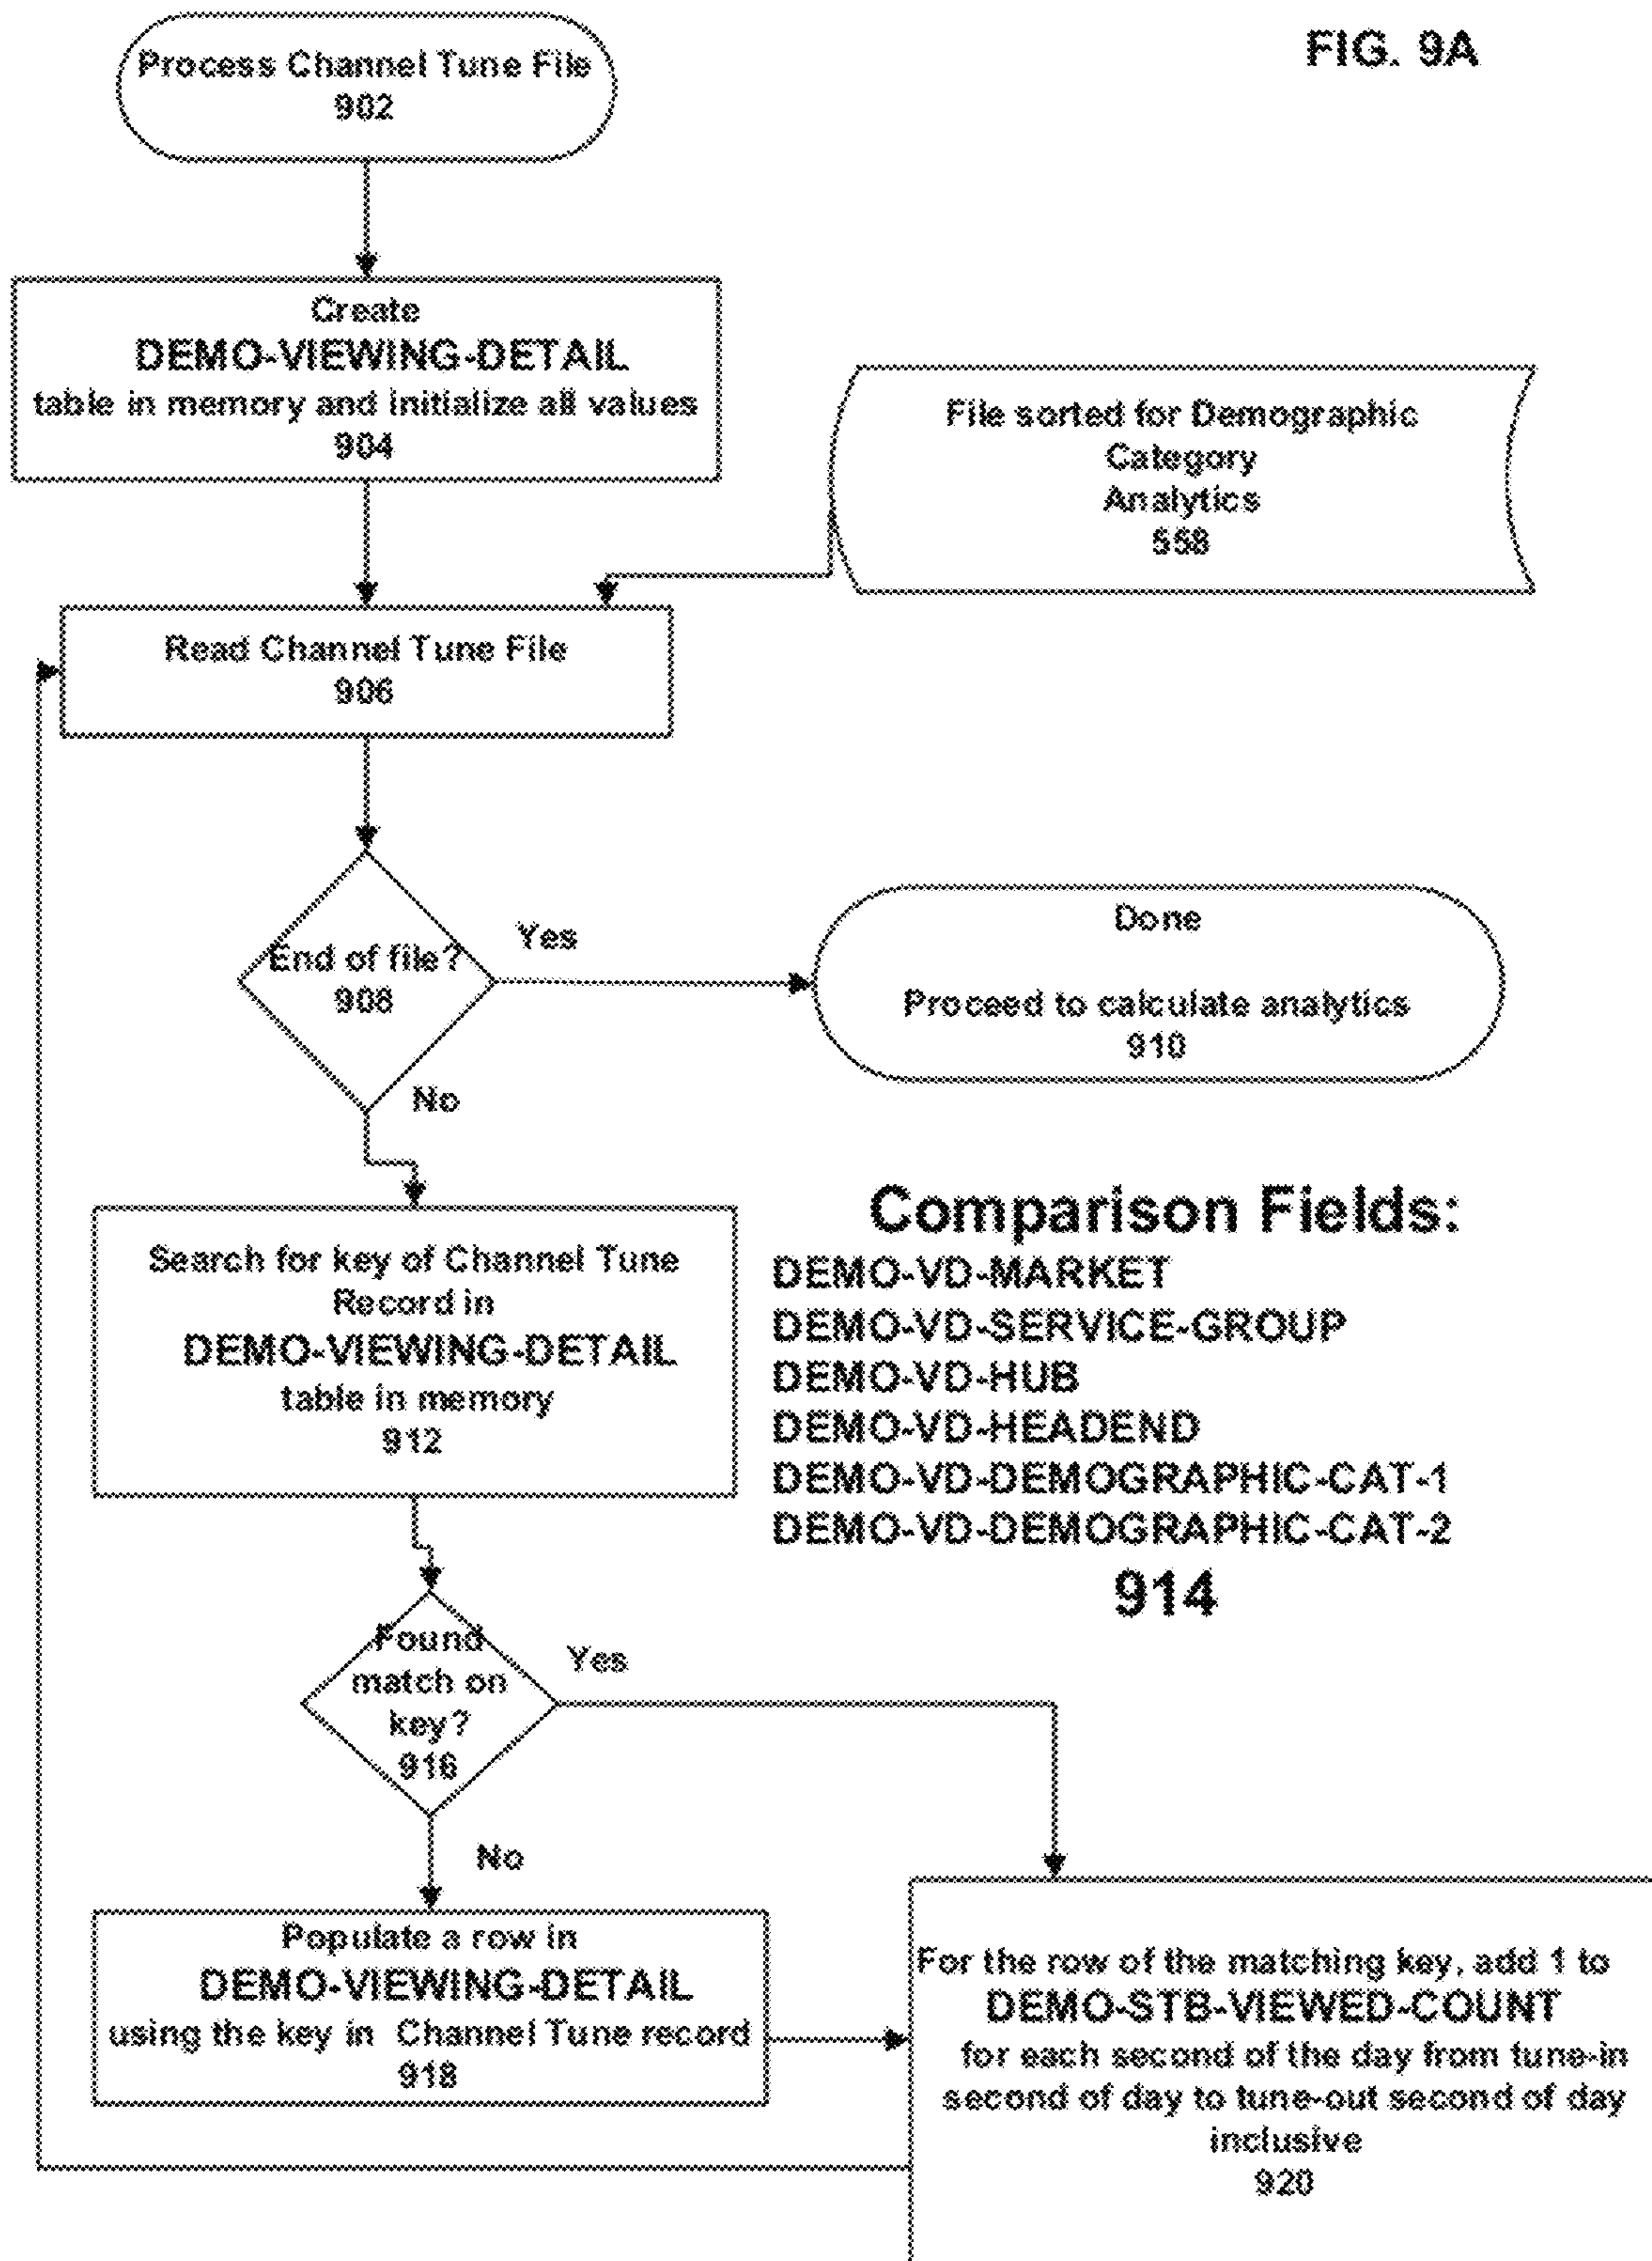 FIG. 9A
Process Channel Tune File
902
Create
DEMO-VIEWING-DETAIL
table in memory and initialize all values
904
File sorted for Demographic
Category
Analytics
558
Read Channel Tune File
906
End of file?
908
Yes
Done
Proceed to calculate analytics
910
No
Search for key of Channel Tune
Record in
DEMO-VIEWING-DETAIL
table in memory
912
Comparison Fields:
DEMO-VD-MARKET
DEMO-VD-SERVICE-GROUP
DEMO-VD-HUB
DEMO-VD-HEADEND
DEMO-VD-DEMOGRAPHIC-CAT-1
DEMO-VD-DEMOGRAPHIC-CAT-2
914
Found
match on
key?
916
Yes
No
Populate a row in
DEMO-VIEWING-DETAIL
using the key in Channel Tune record
918
For the row of the matching key, add 1 to
DEMO-STB-VIEWED-COUNT
for each second of the day from tune-in
second of day to tune-out second of day
inclusive
920